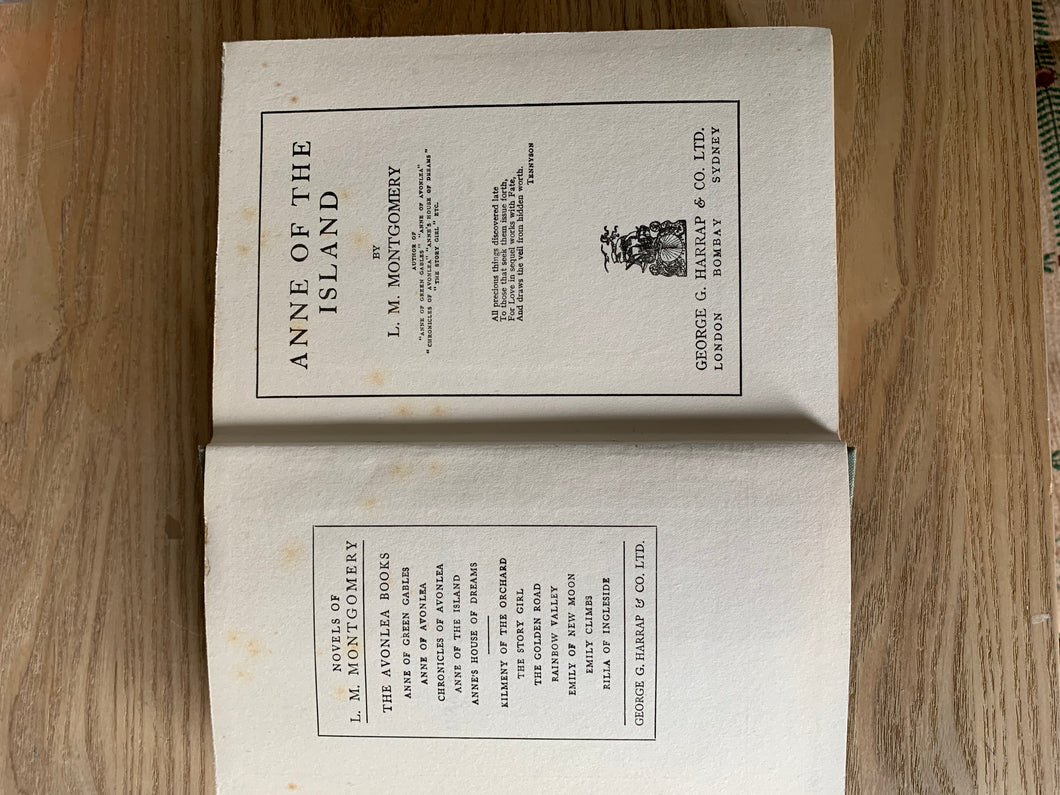 NOVELS OF
L. M. MONTGOMERY
THE AVONLEA BOOKS
ANNE OF GREEN GABLES
ANNE OF AVONLEA
CHRONICLES OF AVONLEA
ANNE OF THE ISLAND
ANNE'S HOUSE OF DREAMS
KILMENY OF THE ORCHARD
THE STORY GIRL
THE GOLDEN ROAD
RAINBOW VALLEY
EMILY OF NEW MOON
EMILY CLIMBS
RILLA OF INGLESIDE
GEORGE G. HARRAP & CO. LTD.
ANNE OF THE
ISLAND
BY
L. M. MONTGOMERY
AUTHOR OF
"ANNE OF GREEN GABLES" "ANNE OF AVONLEA"
"CHRONICLES OF AVONLEA" "ANNE'S HOUSE OF DREAMS"
"THE STORY GIRL" ETC.
All precious things discovered late
To those that seek them issue forth,
For Love in sequel works with Fate,
And draws the veil from hidden worth.
TENNYSON
GEORGE G. HARRAP & CO. LTD.
LONDON BOMBAY SYDNEY